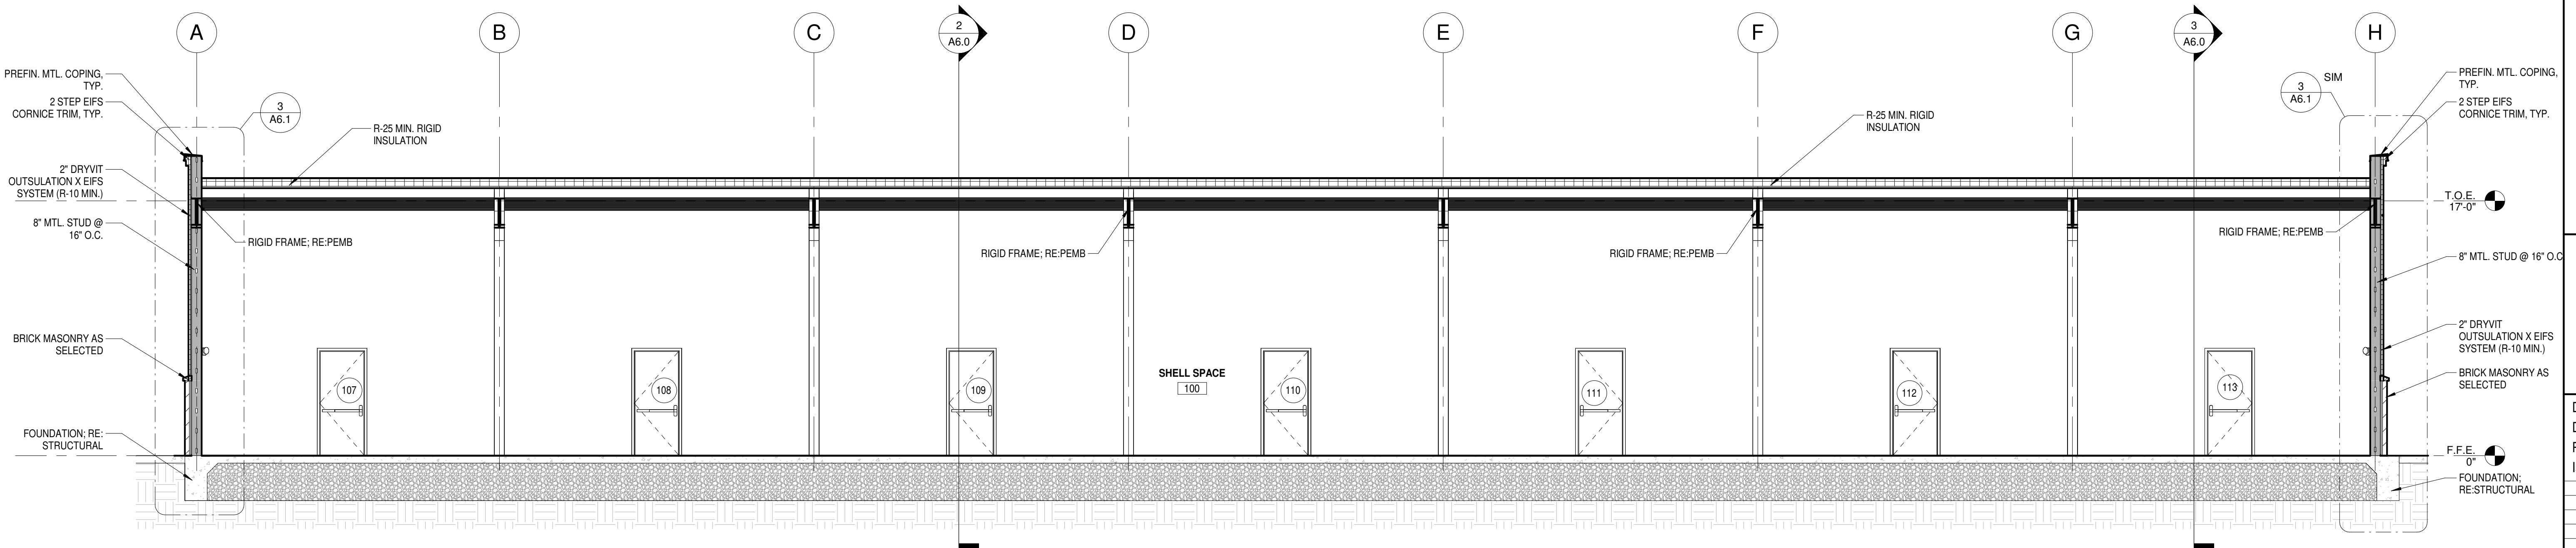 A
B
C
2
A6.0
D
E
F
G
3
A6.0
H
PREFIN. MTL. COPING,
TYP.
2 STEP EIFS
CORNICE TRIM, TYP.
3
A6.1
R-25 MIN. RIGID
INSULATION
R-25 MIN. RIGID
INSULATION
3
A6.1
SIM
PREFIN. MTL. COPING,
TYP.
2 STEP EIFS
CORNICE TRIM, TYP.
2" DRYVIT
OUTSULATION X EIFS
SYSTEM (R-10 MIN.)
8" MTL. STUD @
16" O.C.
RIGID FRAME; RE:PEMB
RIGID FRAME; RE:PEMB
RIGID FRAME; RE:PEMB
RIGID FRAME; RE:PEMB
T.O.E.
17'-0"
8" MTL. STUD @ 16" O.C
BRICK MASONRY AS
SELECTED
2" DRYVIT
OUTSULATION X EIFS
SYSTEM (R-10 MIN.)
BRICK MASONRY AS
SELECTED
107
108
109
SHELL SPACE
100
110
111
112
113
FOUNDATION; RE:
STRUCTURAL
F.F.E.
0"
FOUNDATION;
RE:STRUCTURAL